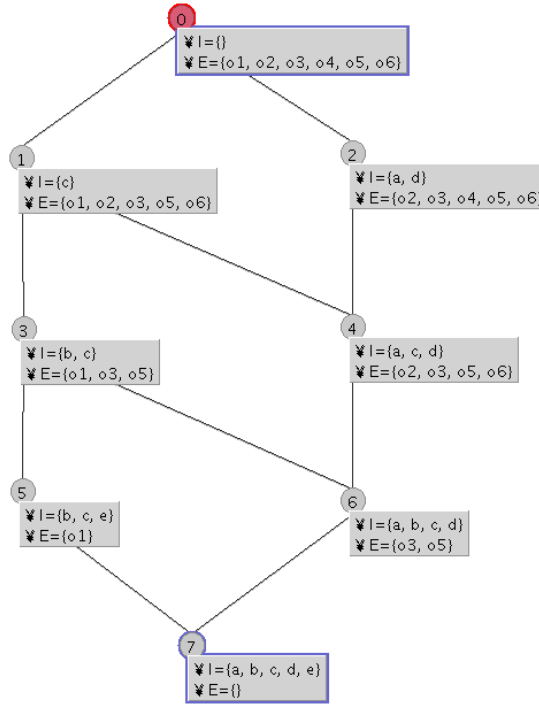 0
¥ I={}
¥ E={o1, o2, o3, o4, o5, o6}
1
¥ I={c}
¥ E={o1, o2, o3, o5, o6}
2
¥ I={a, d}
¥ E={o2, o3, o4, o5, o6}
3
¥ I={b, c}
¥ E={o1, o3, o5}
4
¥ I={a, c, d}
¥ E={o2, o3, o5, o6}
5
¥ I={b, c, e}
¥ E={o1}
6
¥ I={a, b, c, d}
¥ E={o3, o5}
7
¥ I={a, b, c, d, e}
¥ E={}